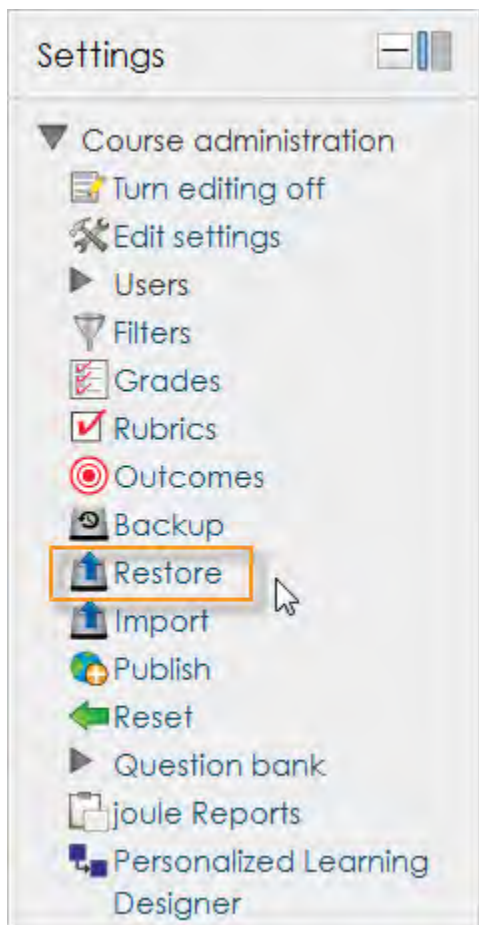 Settings
Course administration
Turn editing off
Edit settings
Users
Filters
Grades
Rubrics
Outcomes
Backup
Restore
Import
Publish
Reset
Question bank
joule Reports
Personalized Learning
Designer